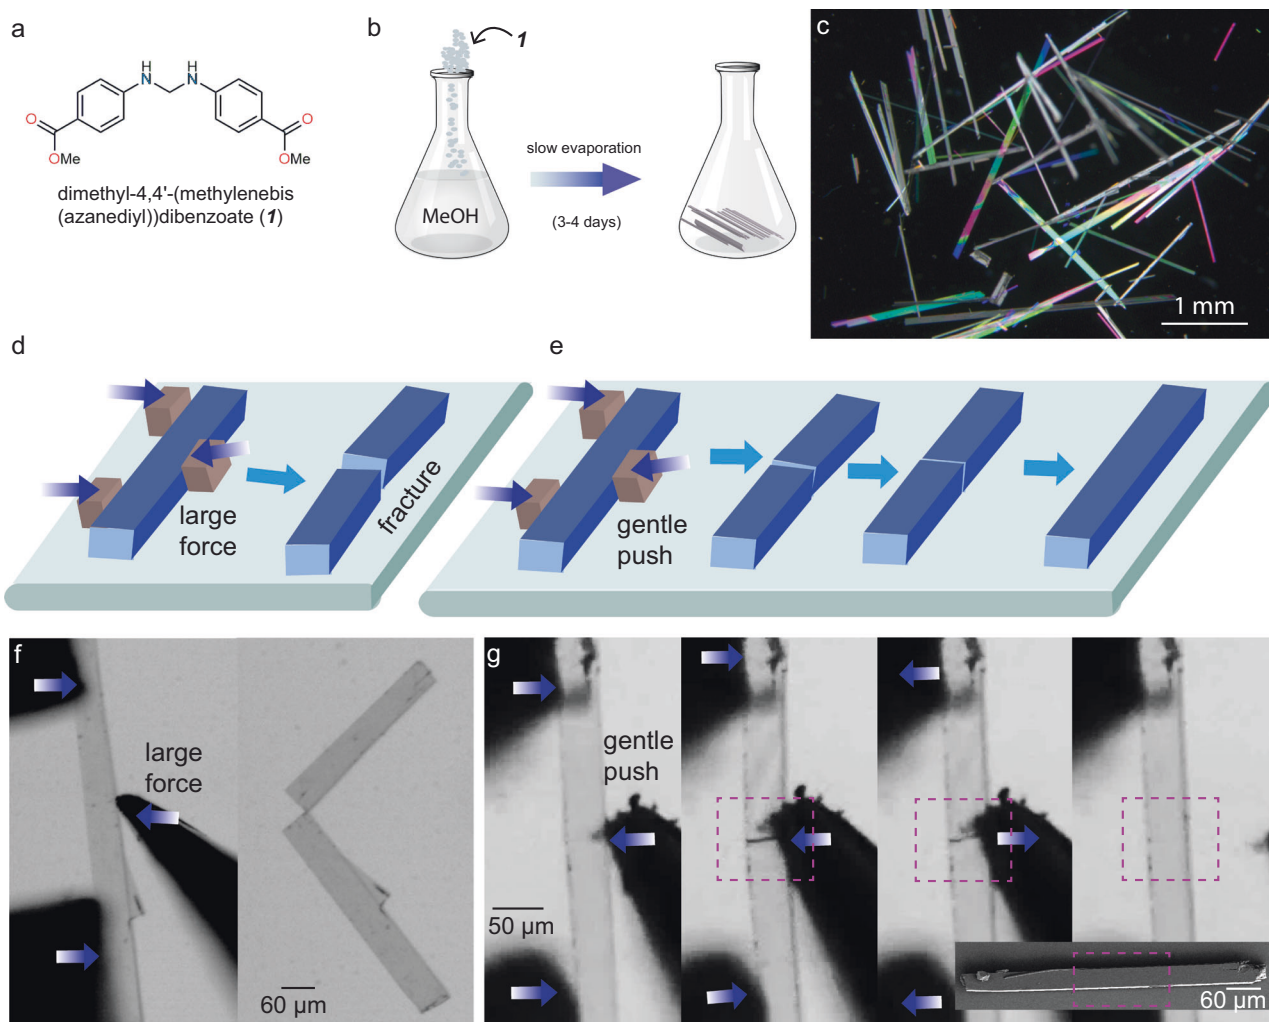 a
H
N
H
N
O
OMe
O
OMe
dimethyl-4,4'-(methylenebis
(azanediyl))dibenzoate (1)
b
1
MeOH
slow evaporation
(3-4 days)
c
1 mm
d
large
force
fracture
e
gentle
push
f
large
force
60 µm
g
gentle
push
50 µm
60 µm